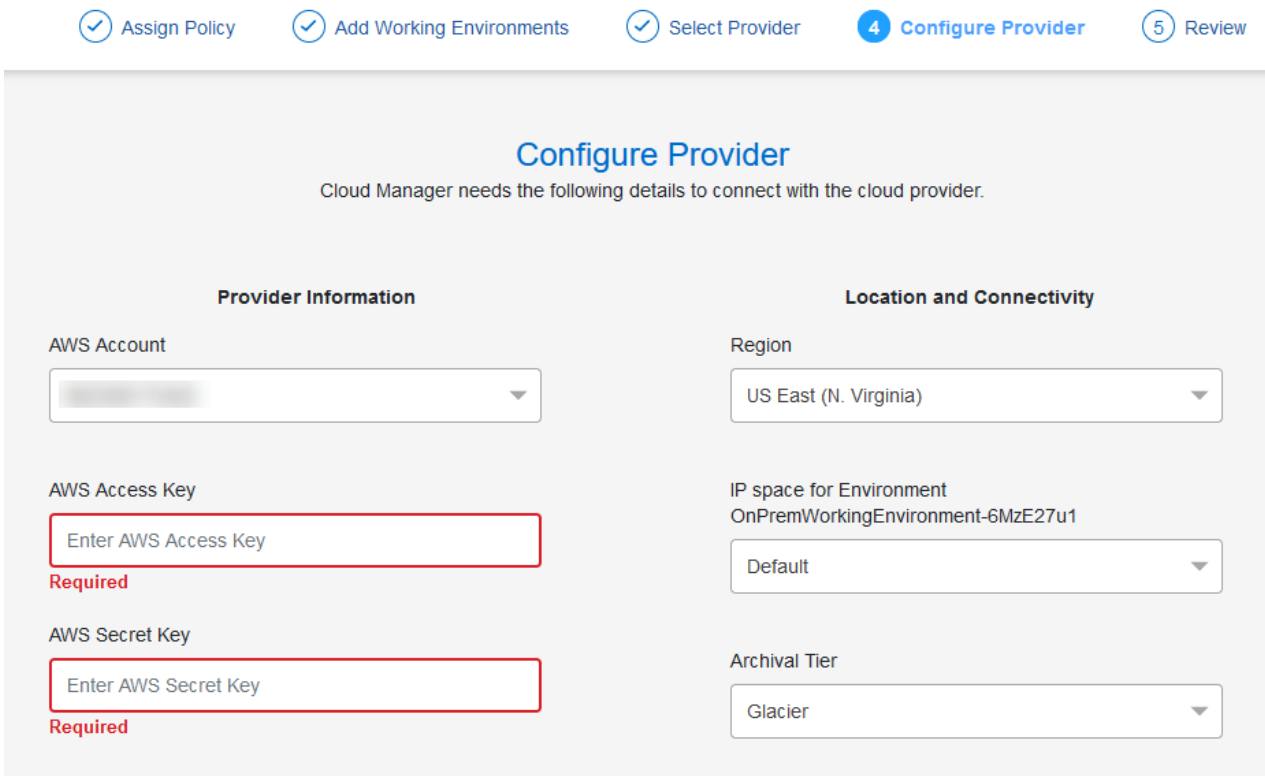 Assign Policy
Add Working Environments
Select Provider
4 Configure Provider
5 Review
Configure Provider
Cloud Manager needs the following details to connect with the cloud provider.
Provider Information
AWS Account
AWS Access Key
Enter AWS Access Key
Required
AWS Secret Key
Enter AWS Secret Key
Required
Location and Connectivity
Region
US East (N. Virginia)
IP space for Environment
OnPremWorkingEnvironment-6MzE27u1
Default
Archival Tier
Glacier